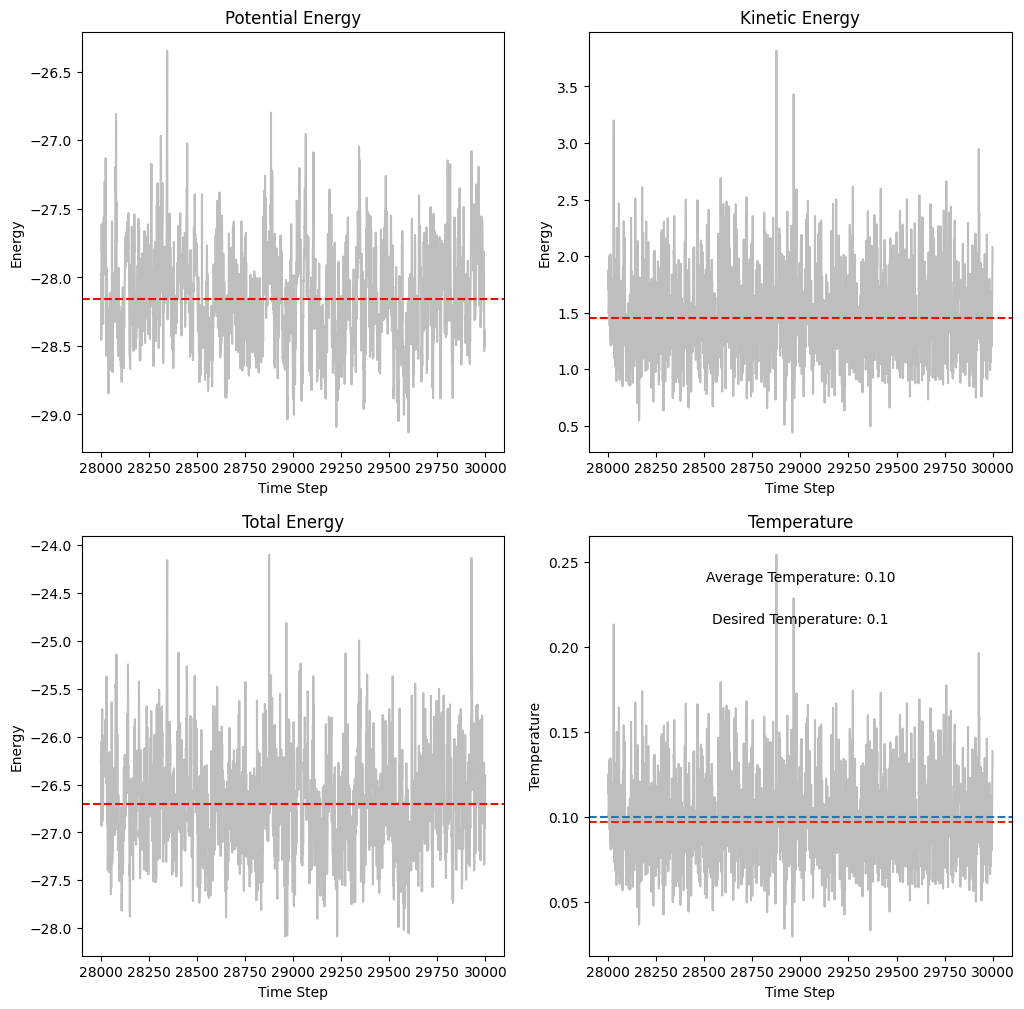 Potential Energy
Energy
−26.5
−27.0
−27.5
−28.0
−28.5
−29.0
28000 28250 28500 28750 29000 29250 29500 29750 30000
Time Step
Kinetic Energy
Energy
3.5
3.0
2.5
2.0
1.5
1.0
0.5
28000 28250 28500 28750 29000 29250 29500 29750 30000
Time Step
Total Energy
Energy
−24.0
−24.5
−25.0
−25.5
−26.0
−26.5
−27.0
−27.5
−28.0
28000 28250 28500 28750 29000 29250 29500 29750 30000
Time Step
Temperature
Temperature
0.25
0.20
0.15
0.10
0.05
Average Temperature: 0.10
Desired Temperature: 0.1
28000 28250 28500 28750 29000 29250 29500 29750 30000
Time Step